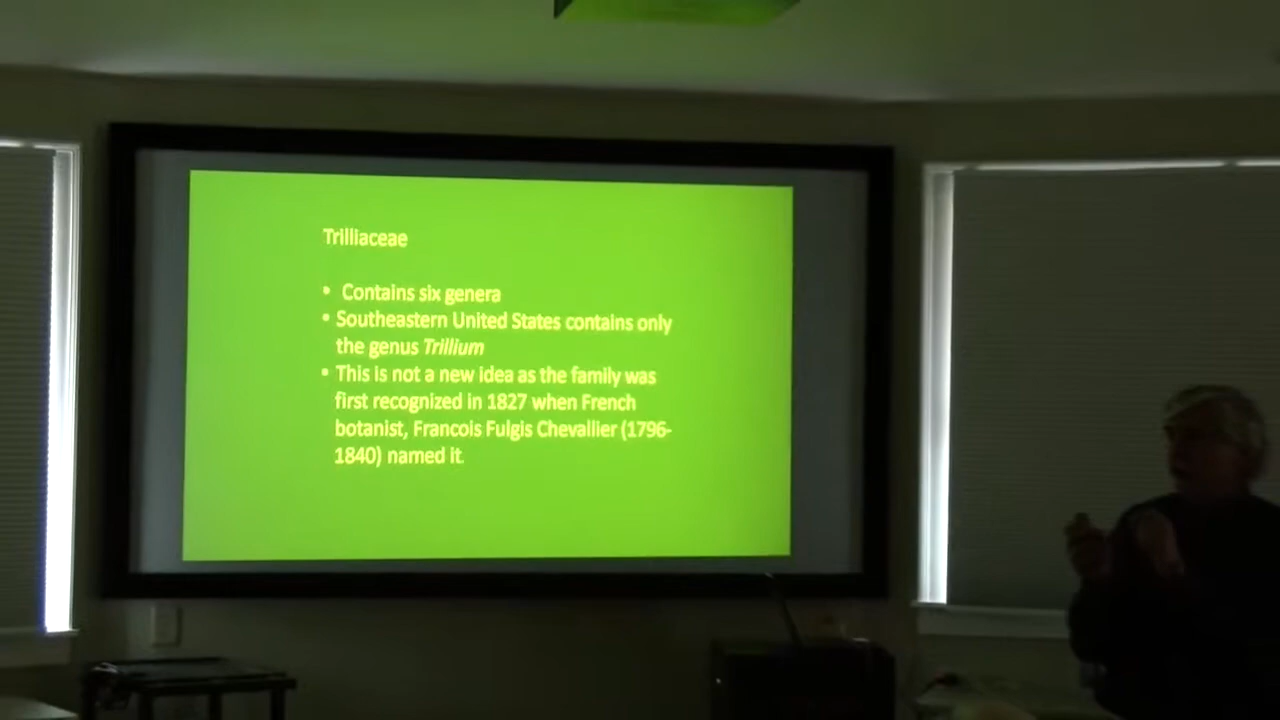 Trilliaceae
• Contains six genera
• Southeastern United States contains only
the genus Trillium
• This is not a new idea as the family was
first recognized in 1827 when French
botanist, Francois Fulgis Chevallier (1796-
1840) named it.